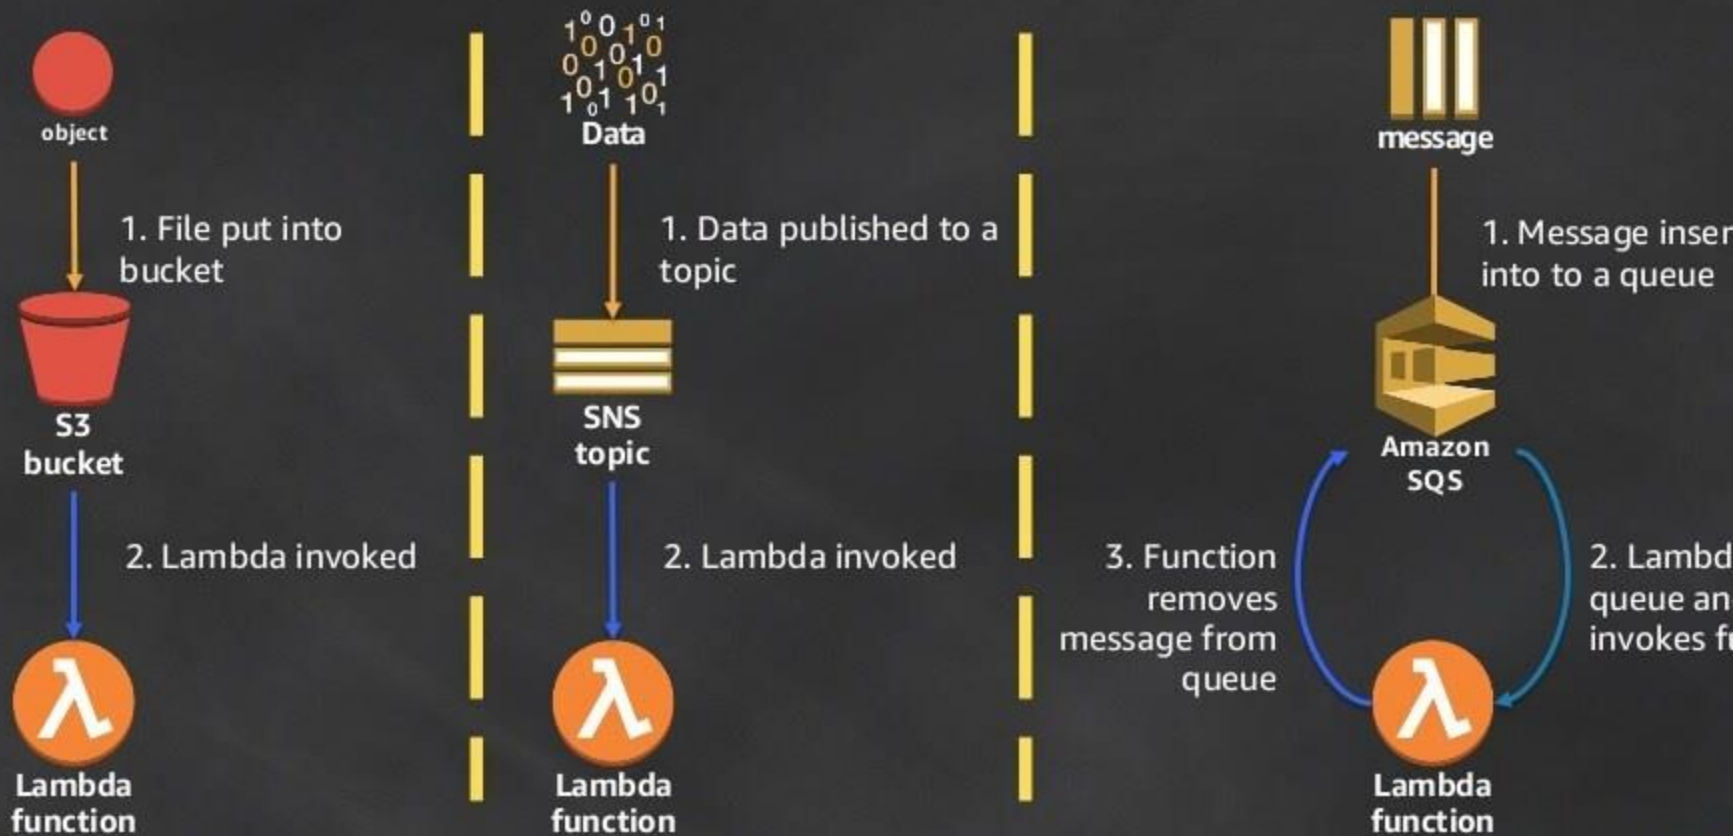 object
1. File put into
bucket
S3
bucket
2. Lambda invoked
Lambda
function
Data
1. Data published to a
topic
SNS
topic
2. Lambda invoked
Lambda
function
message
1. Message inser
into to a queue
Amazon
SQS
3. Function
removes
message from
queue
2. Lambd
queue an
invokes fu
Lambda
function